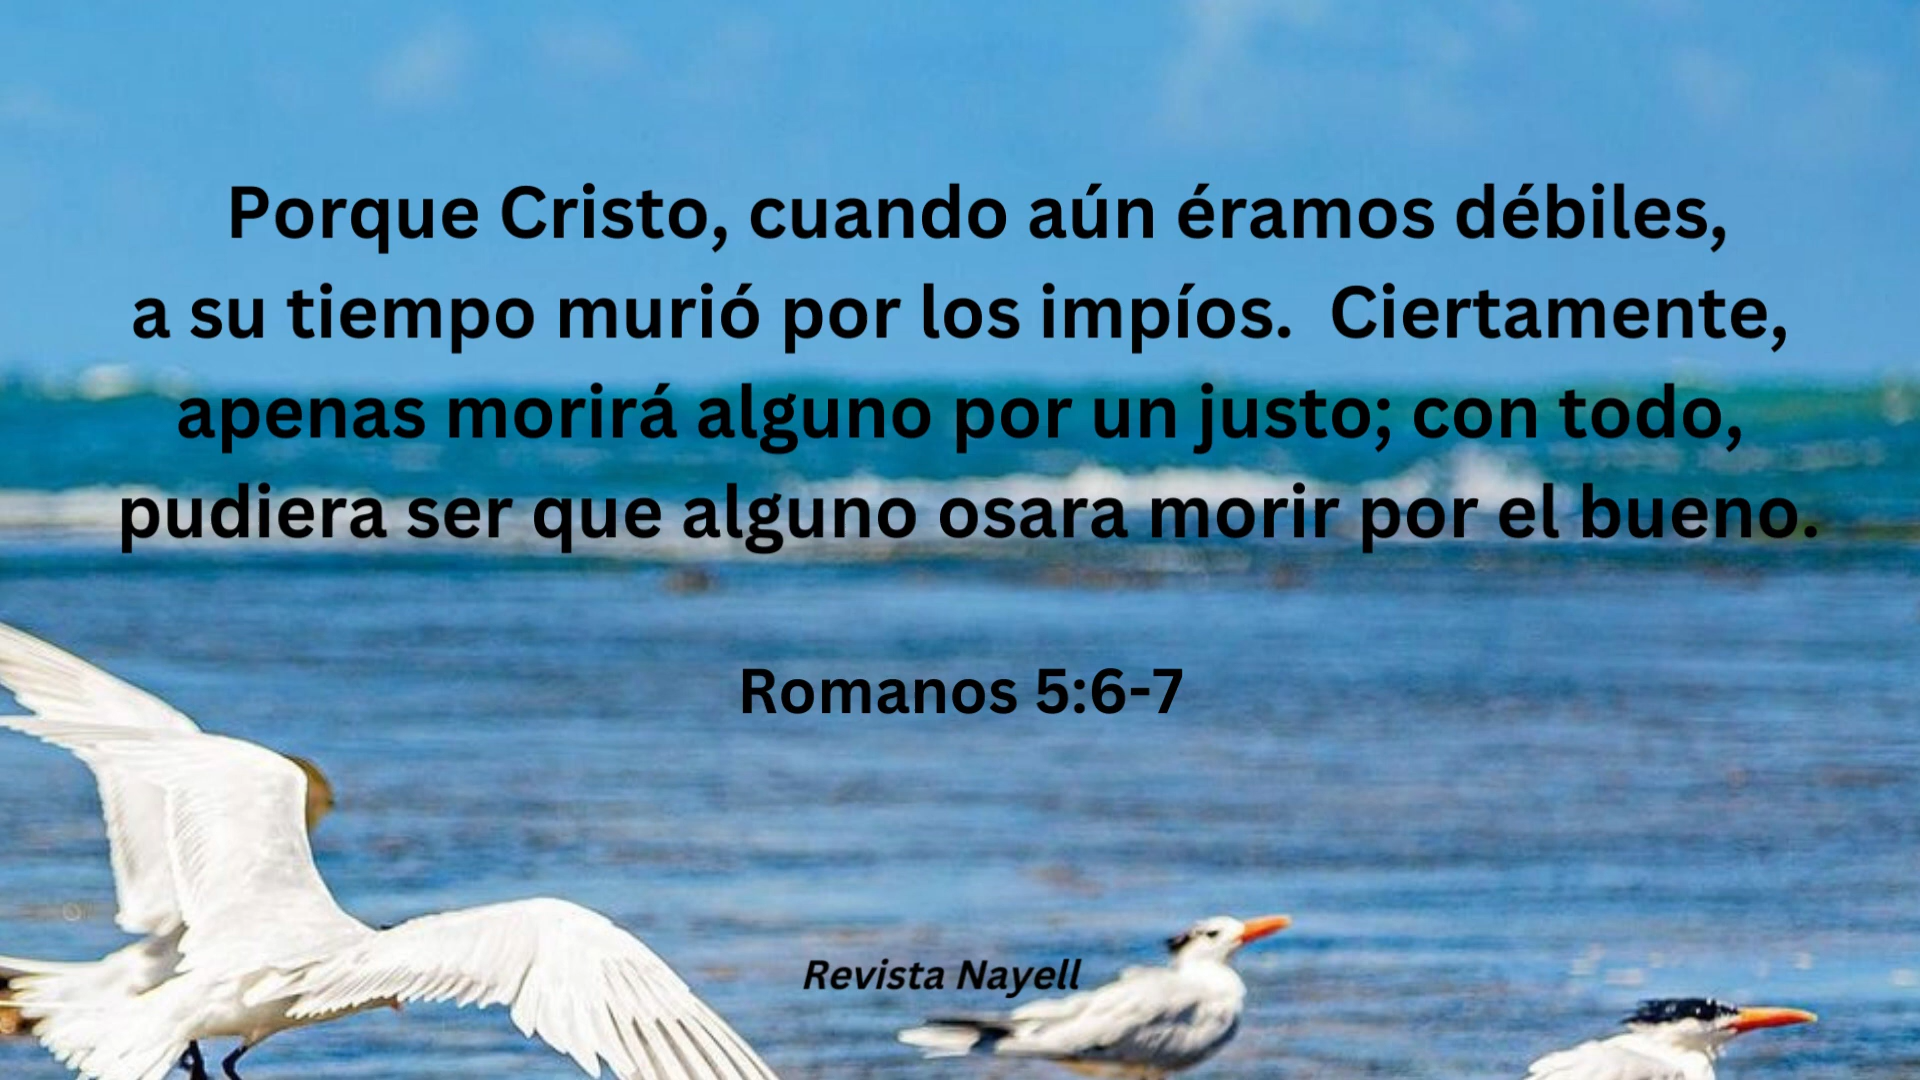 Porque Cristo, cuando aún éramos débiles,
a su tiempo murió por los impíos.  Ciertamente,
apenas morirá alguno por un justo; con todo,
pudiera ser que alguno osara morir por el bueno.
Romanos 5:6-7
Revista Nayell